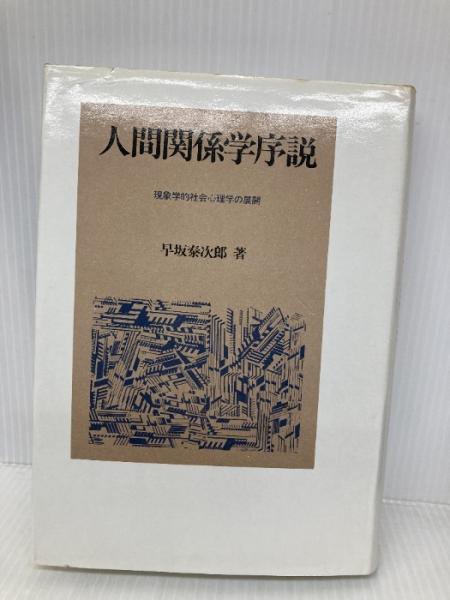 人間関係学序説
現象学的社会心理学の展開
早坂泰次郎 著